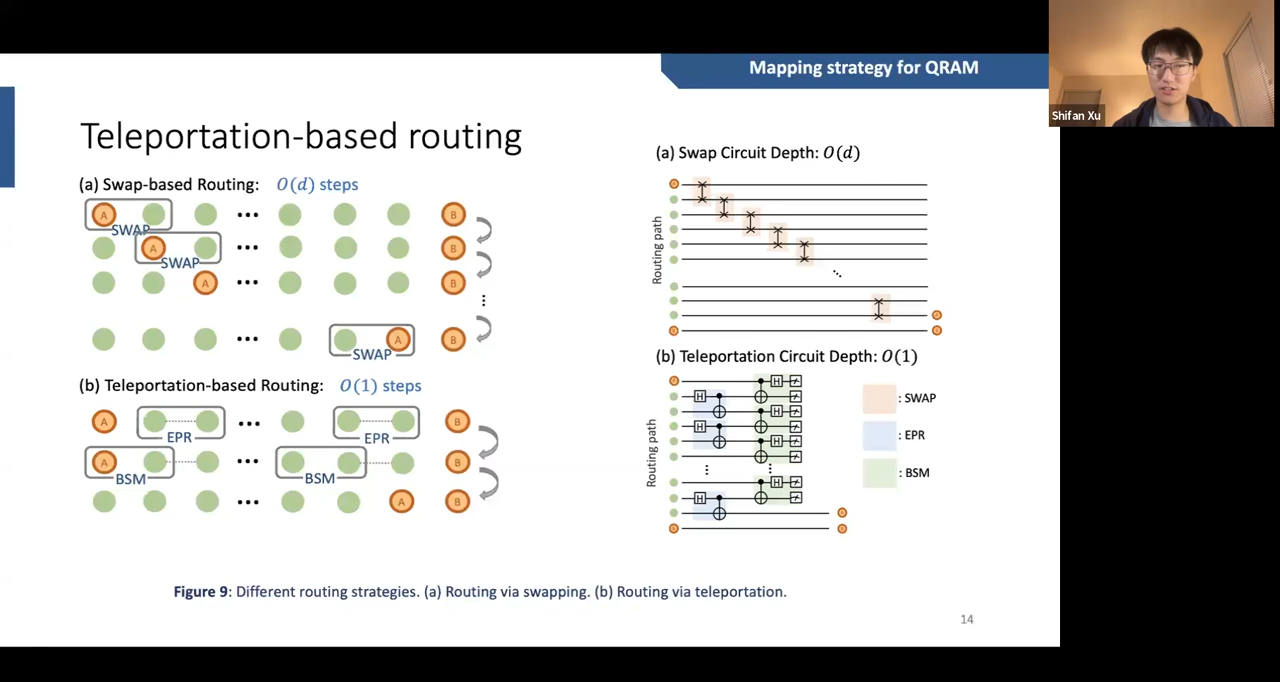 Mapping strategy for QRAM
Shifan Xu
Teleportation-based routing
(a) Swap-based Routing: O(d) steps
A B
SWAP
A B
SWAP
A B
A B
SWAP
(b) Teleportation-based Routing: O(1) steps
A B
EPR EPR
A B
BSM BSM
A B
(a) Swap Circuit Depth: O(d)
Routing path
(b) Teleportation Circuit Depth: O(1)
Routing path
H
H
H
H
H
H
H
: SWAP
: EPR
: BSM
Figure 9: Different routing strategies. (a) Routing via swapping. (b) Routing via teleportation.
14